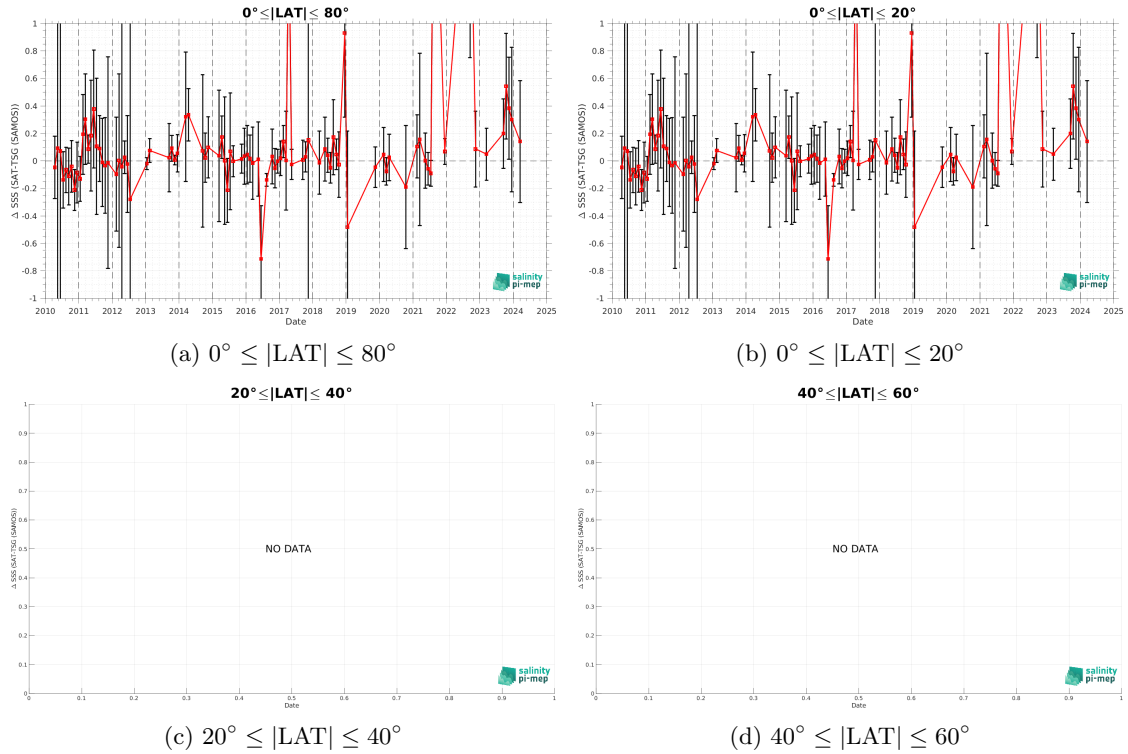 0°≤|LAT|≤ 80°
Δ SSS (SAT-TSG (SAMOS))
1
0.8
0.6
0.4
0.2
0
-0.2
-0.4
-0.6
-0.8
-1
2010 2011 2012 2013 2014 2015 2016 2017 2018 2019 2020 2021 2022 2023 2024 2025
Date
salinity
pi-mep
(a) 0° ≤ |LAT| ≤ 80°
0°≤|LAT|≤ 20°
Δ SSS (SAT-TSG (SAMOS))
1
0.8
0.6
0.4
0.2
0
-0.2
-0.4
-0.6
-0.8
-1
2010 2011 2012 2013 2014 2015 2016 2017 2018 2019 2020 2021 2022 2023 2024 2025
Date
salinity
pi-mep
(b) 0° ≤ |LAT| ≤ 20°
20°≤|LAT|≤ 40°
Δ SSS (SAT-TSG (SAMOS))
1
0.9
0.8
0.7
0.6
0.5
0.4
0.3
0.2
0.1
0
NO DATA
0 0.1 0.2 0.3 0.4 0.5 0.6 0.7 0.8 0.9 1
Date
salinity
pi-mep
(c) 20° ≤ |LAT| ≤ 40°
40°≤|LAT|≤ 60°
Δ SSS (SAT-TSG (SAMOS))
1
0.9
0.8
0.7
0.6
0.5
0.4
0.3
0.2
0.1
0
NO DATA
0 0.1 0.2 0.3 0.4 0.5 0.6 0.7 0.8 0.9 1
Date
salinity
pi-mep
(d) 40° ≤ |LAT| ≤ 60°